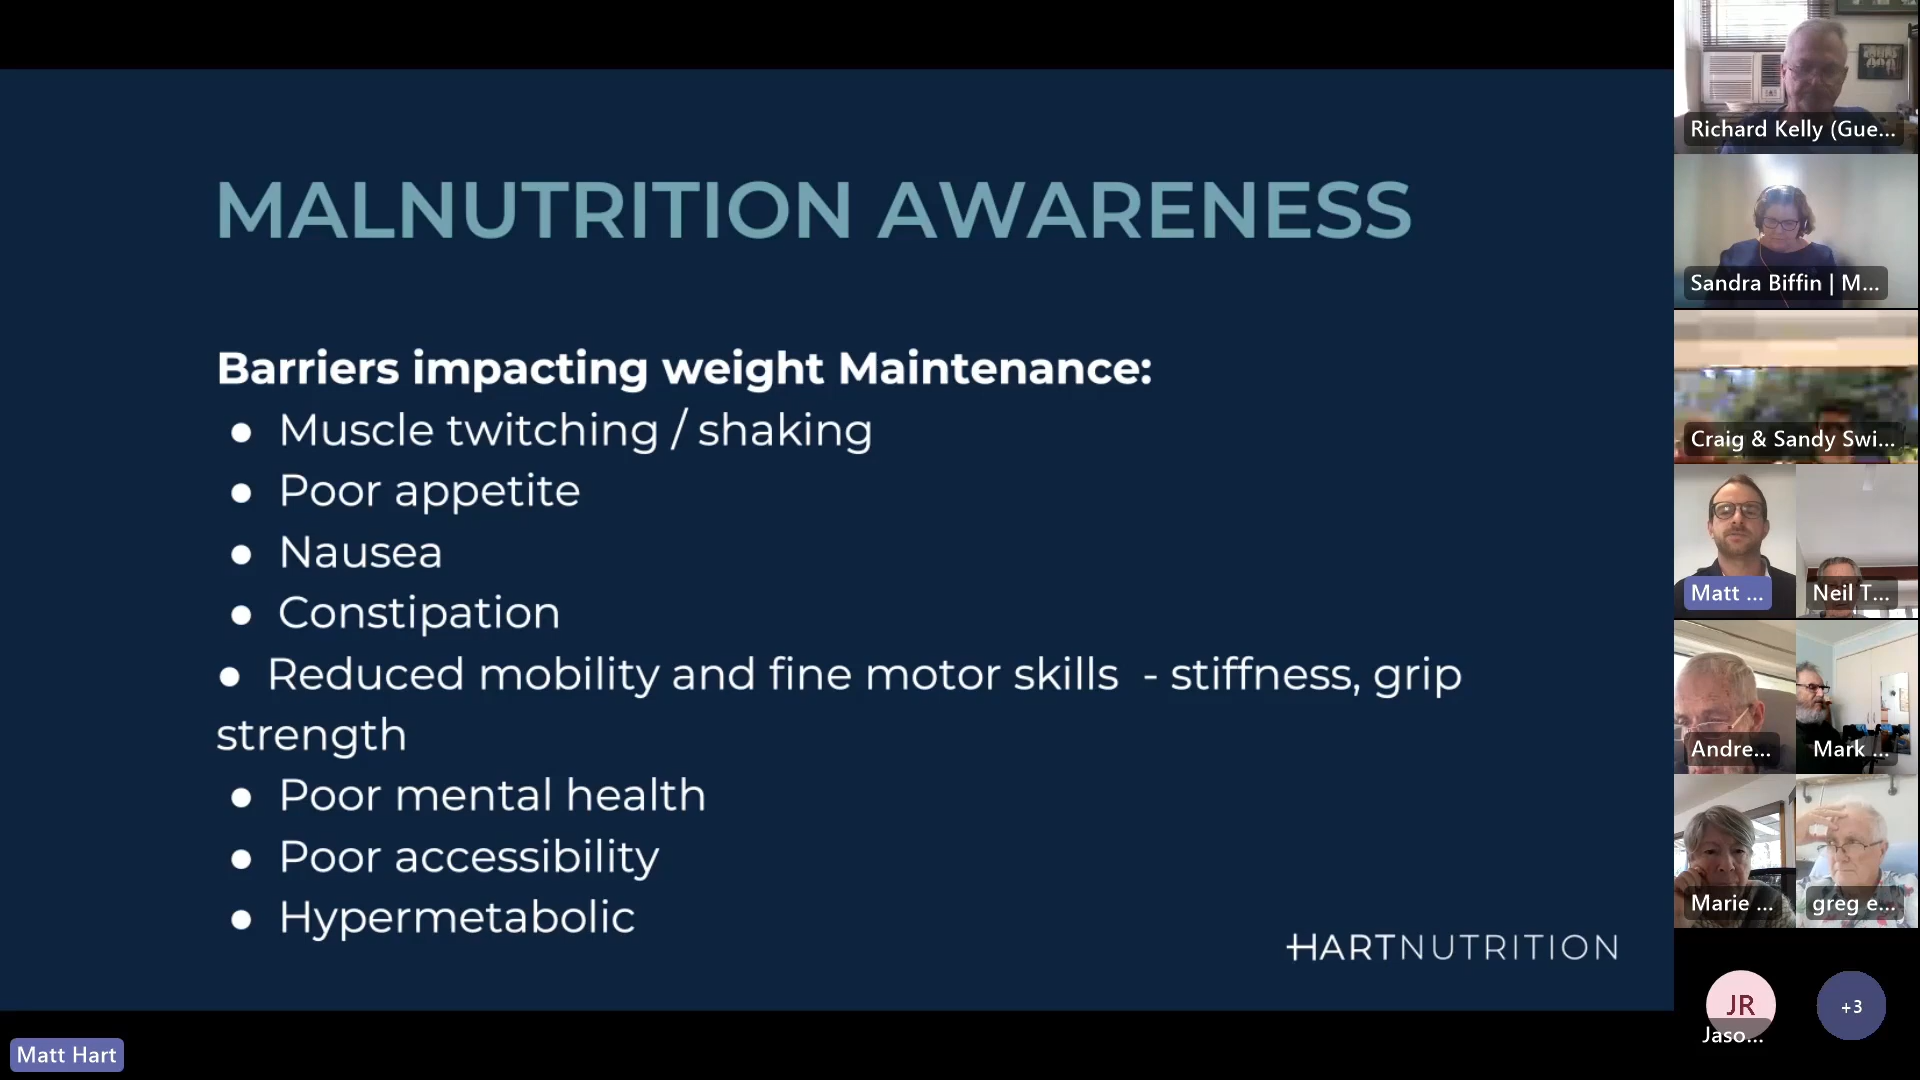 MALNUTRITION AWARENESS
Barriers impacting weight Maintenance:
● Muscle twitching / shaking
● Poor appetite
● Nausea
● Constipation
● Reduced mobility and fine motor skills - stiffness, grip
strength
● Poor mental health
● Poor accessibility
● Hypermetabolic
HARTNUTRITION
Matt Hart
Richard Kelly (Gue...
Sandra Biffin | M...
Craig & Sandy Swi...
Matt ...
Neil T...
Andre...
Mark ...
Marie ...
greg e...
JR
Jaso...
+3